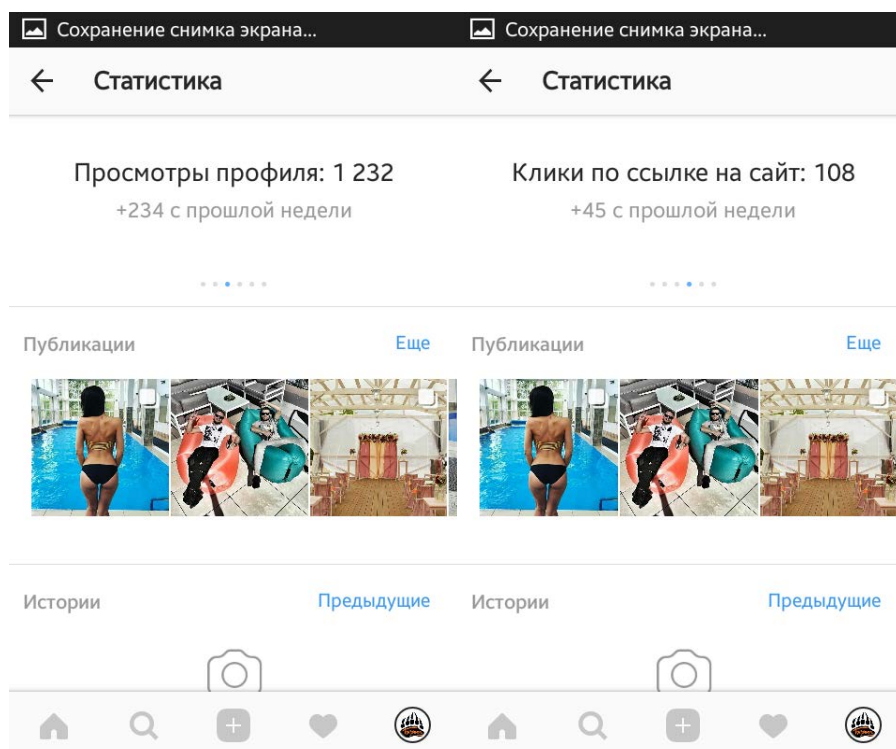 Сохранение снимка экрана...
Статистика
Просмотры профиля: 1 232
+234 с прошлой недели
Публикации
Еще
Истории
Предыдущие
Сохранение снимка экрана...
Статистика
Клики по ссылке на сайт: 108
+45 с прошлой недели
Публикации
Еще
Истории
Предыдущие